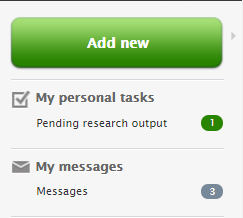 Add new
My personal tasks
Pending research output 1
My messages
Messages 3